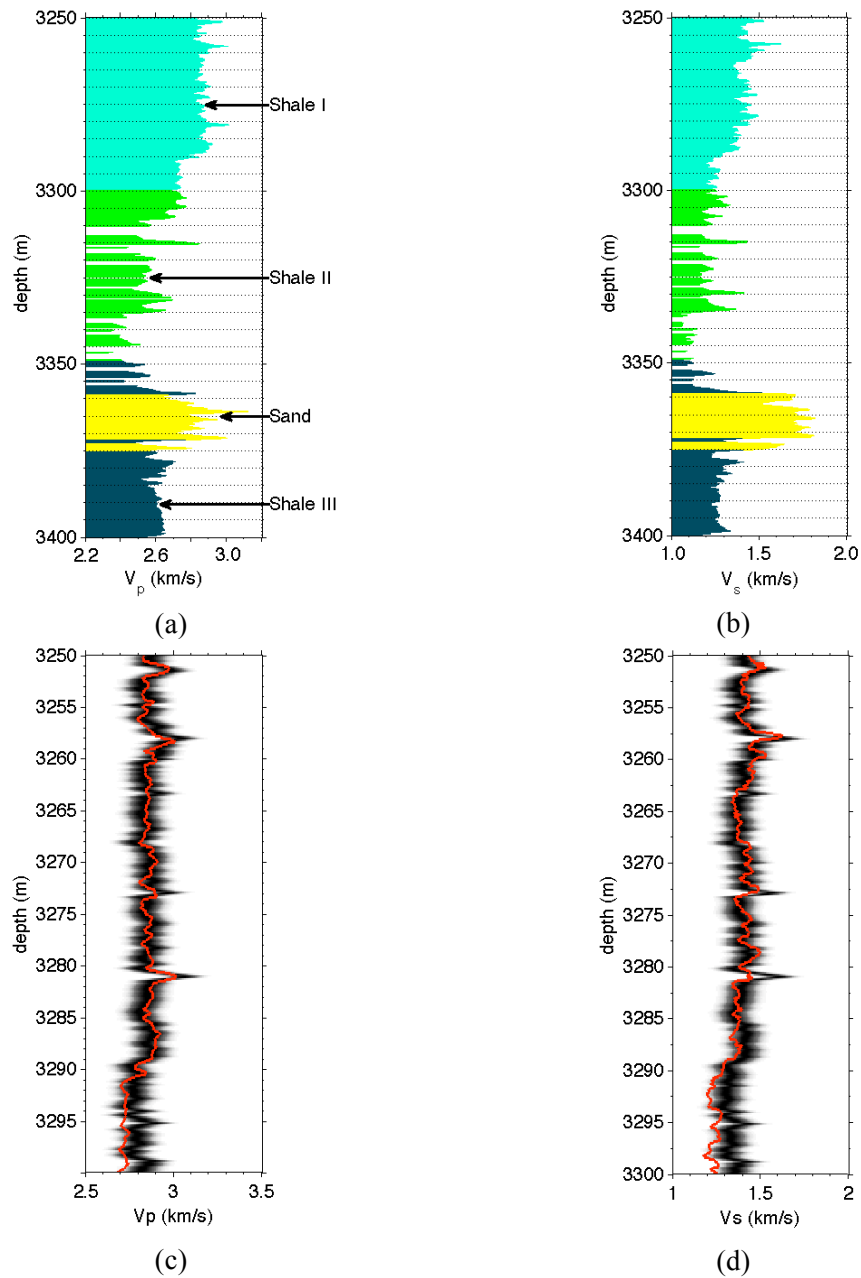 3250
3300
3350
3400
depth (m)
2.2 2.6 3.0
V_p (km/s)
Shale I
Shale II
Sand
Shale III
(a)
3250
3300
3350
3400
depth (m)
1.0 1.5 2.0
V_s (km/s)
(b)
3250
3255
3260
3265
3270
3275
3280
3285
3290
3295
depth (m)
2.5 3 3.5
Vp (km/s)
(c)
3250
3255
3260
3265
3270
3275
3280
3285
3290
3295
3300
depth (m)
1 1.5 2
Vs (km/s)
(d)